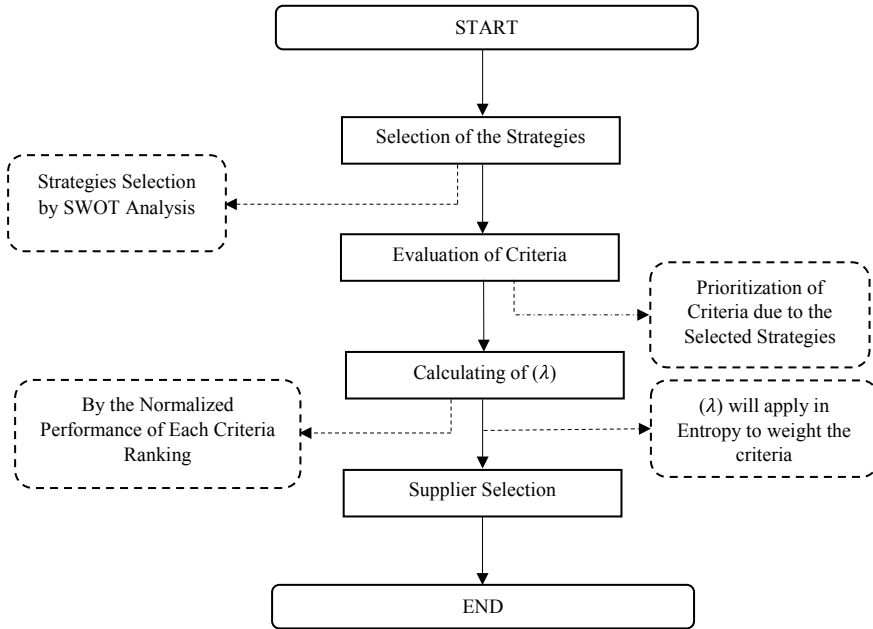 START
Selection of the Strategies
Strategies Selection
by SWOT Analysis
Evaluation of Criteria
Prioritization of
Criteria due to the
Selected Strategies
Calculating of (λ)
By the Normalized
Performance of Each Criteria
Ranking
(λ) will apply in
Entropy to weight the
criteria
Supplier Selection
END